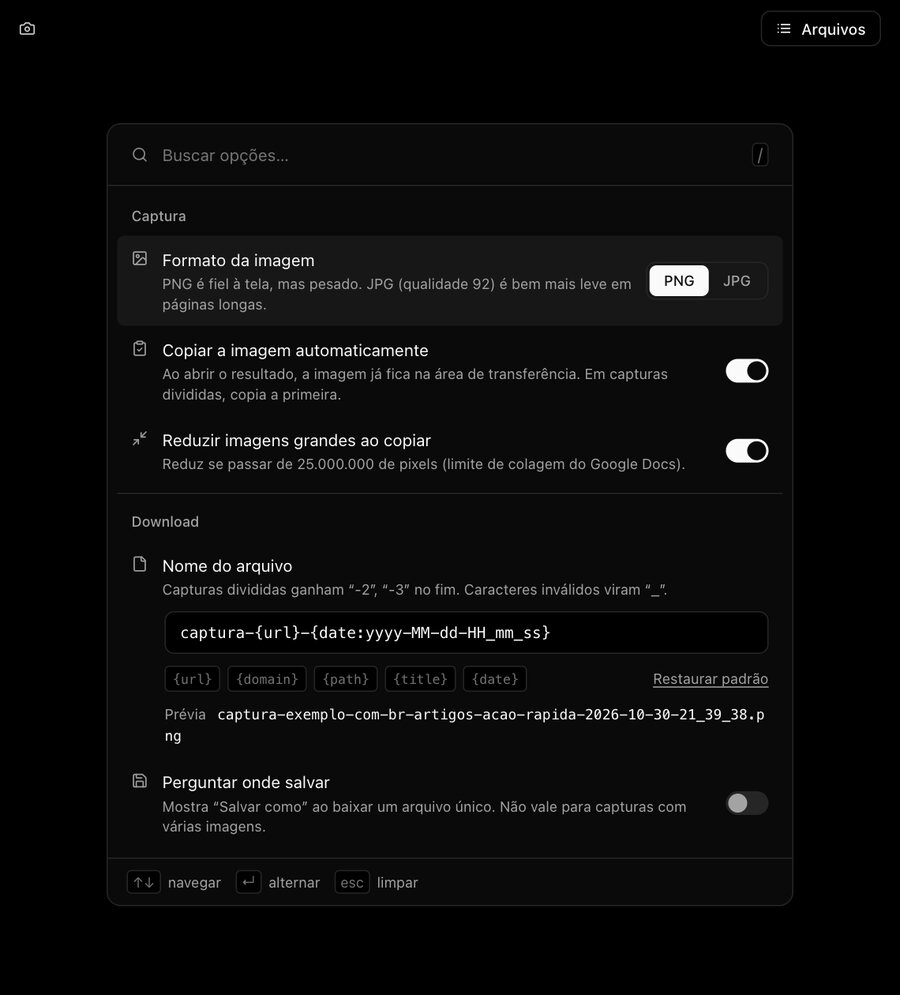 Arquivos
Buscar opções...
/
Captura
Formato da imagem
PNG é fiel à tela, mas pesado. JPG (qualidade 92) é bem mais leve em
páginas longas.
PNG
JPG
Copiar a imagem automaticamente
Ao abrir o resultado, a imagem já fica na área de transferência. Em capturas
divididas, copia a primeira.
Reduzir imagens grandes ao copiar
Reduz se passar de 25.000.000 de pixels (limite de colagem do Google Docs).
Download
Nome do arquivo
Capturas divididas ganham “-2”, “-3” no fim. Caracteres inválidos viram “_”.
captura-{url}-{date:yyyy-MM-dd-HH_mm_ss}
{url} {domain} {path} {title} {date}
Restaurar padrão
Prévia captura-exemplo-com-br-artigos-acao-rapida-2026-10-30-21_39_38.p
ng
Perguntar onde salvar
Mostra “Salvar como” ao baixar um arquivo único. Não vale para capturas com
várias imagens.
↑↓ navegar ↵ alternar esc limpar